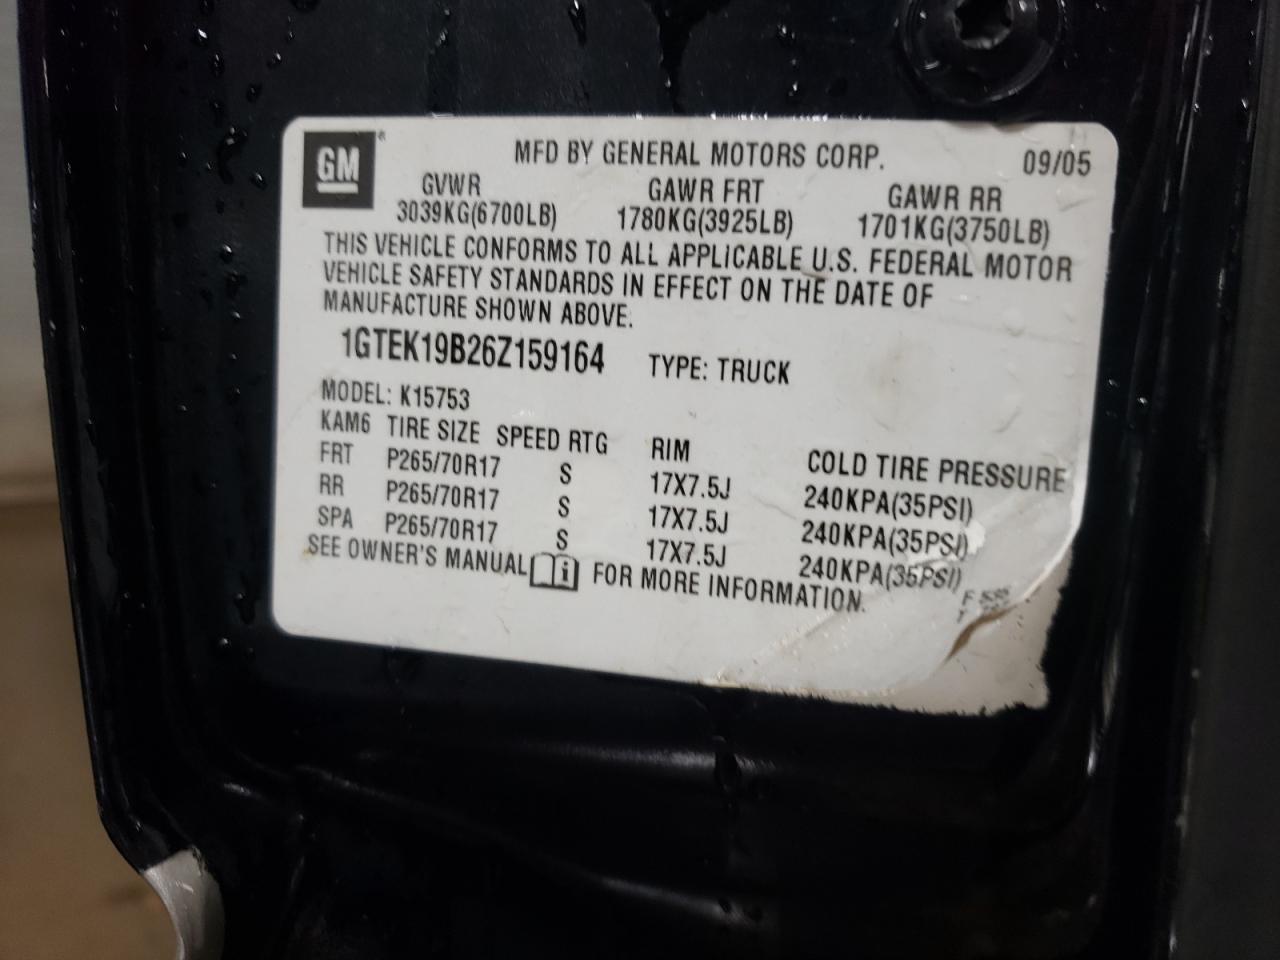 GM ®
MFD BY GENERAL MOTORS CORP. 09/05
GVWR GAWR FRT GAWR RR
3039KG(6700LB) 1780KG(3925LB) 1701KG(3750LB)
THIS VEHICLE CONFORMS TO ALL APPLICABLE U.S. FEDERAL MOTOR
VEHICLE SAFETY STANDARDS IN EFFECT ON THE DATE OF
MANUFACTURE SHOWN ABOVE.
1GTEK19B26Z159164 TYPE: TRUCK
MODEL: K15753
KAM6 TIRE SIZE SPEED RTG RIM COLD TIRE PRESSURE
FRT P265/70R17 S 17X7.5J 240KPA(35PSI)
RR P265/70R17 S 17X7.5J 240KPA(35PSI)
SPA P265/70R17 S 17X7.5J 240KPA(35PSI)
SEE OWNER'S MANUAL i FOR MORE INFORMATION.
F
T